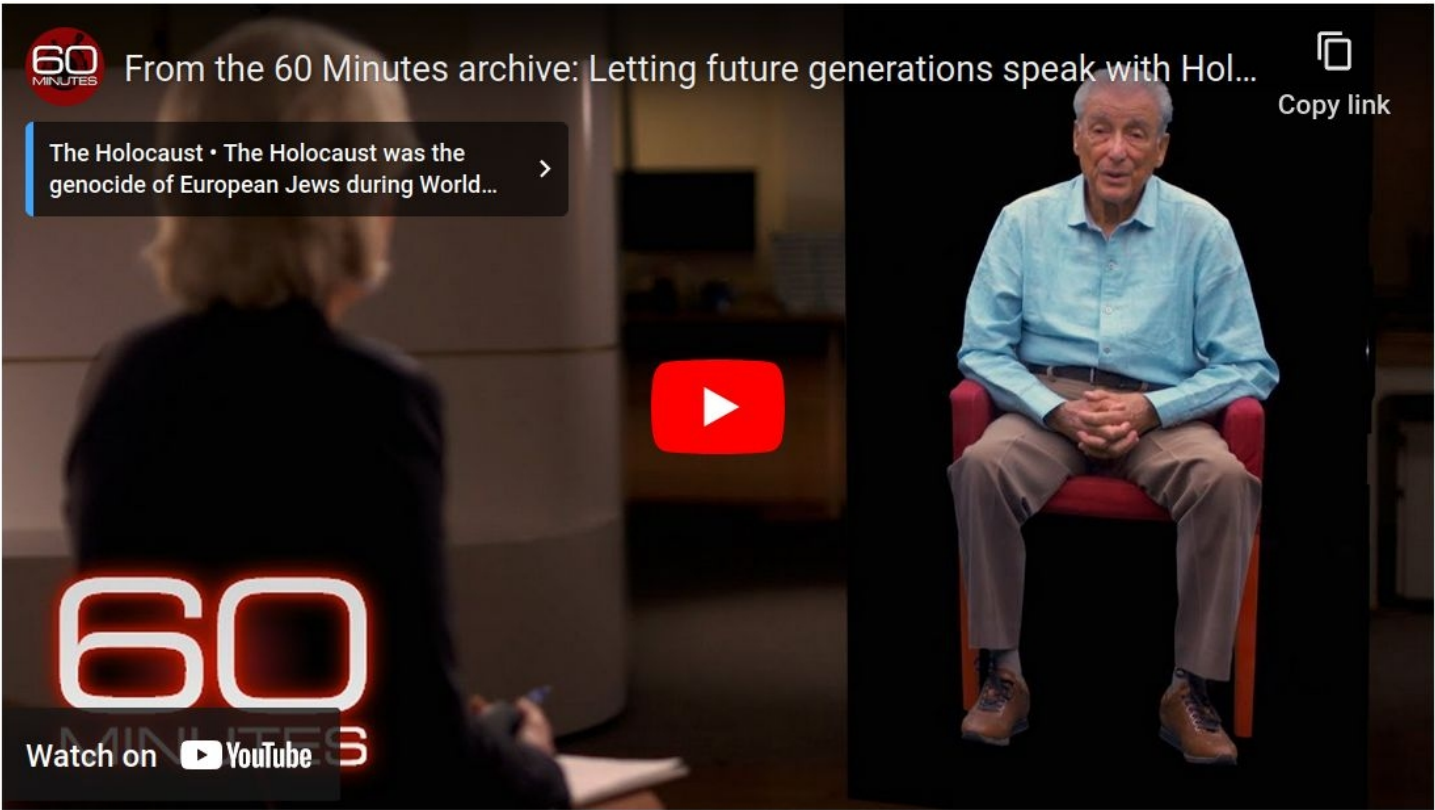 60
MINUTES
From the 60 Minutes archive: Letting future generations speak with Hol...
Copy link
The Holocaust • The Holocaust was the
genocide of European Jews during World...
60
MINUTES
Watch on YouTube